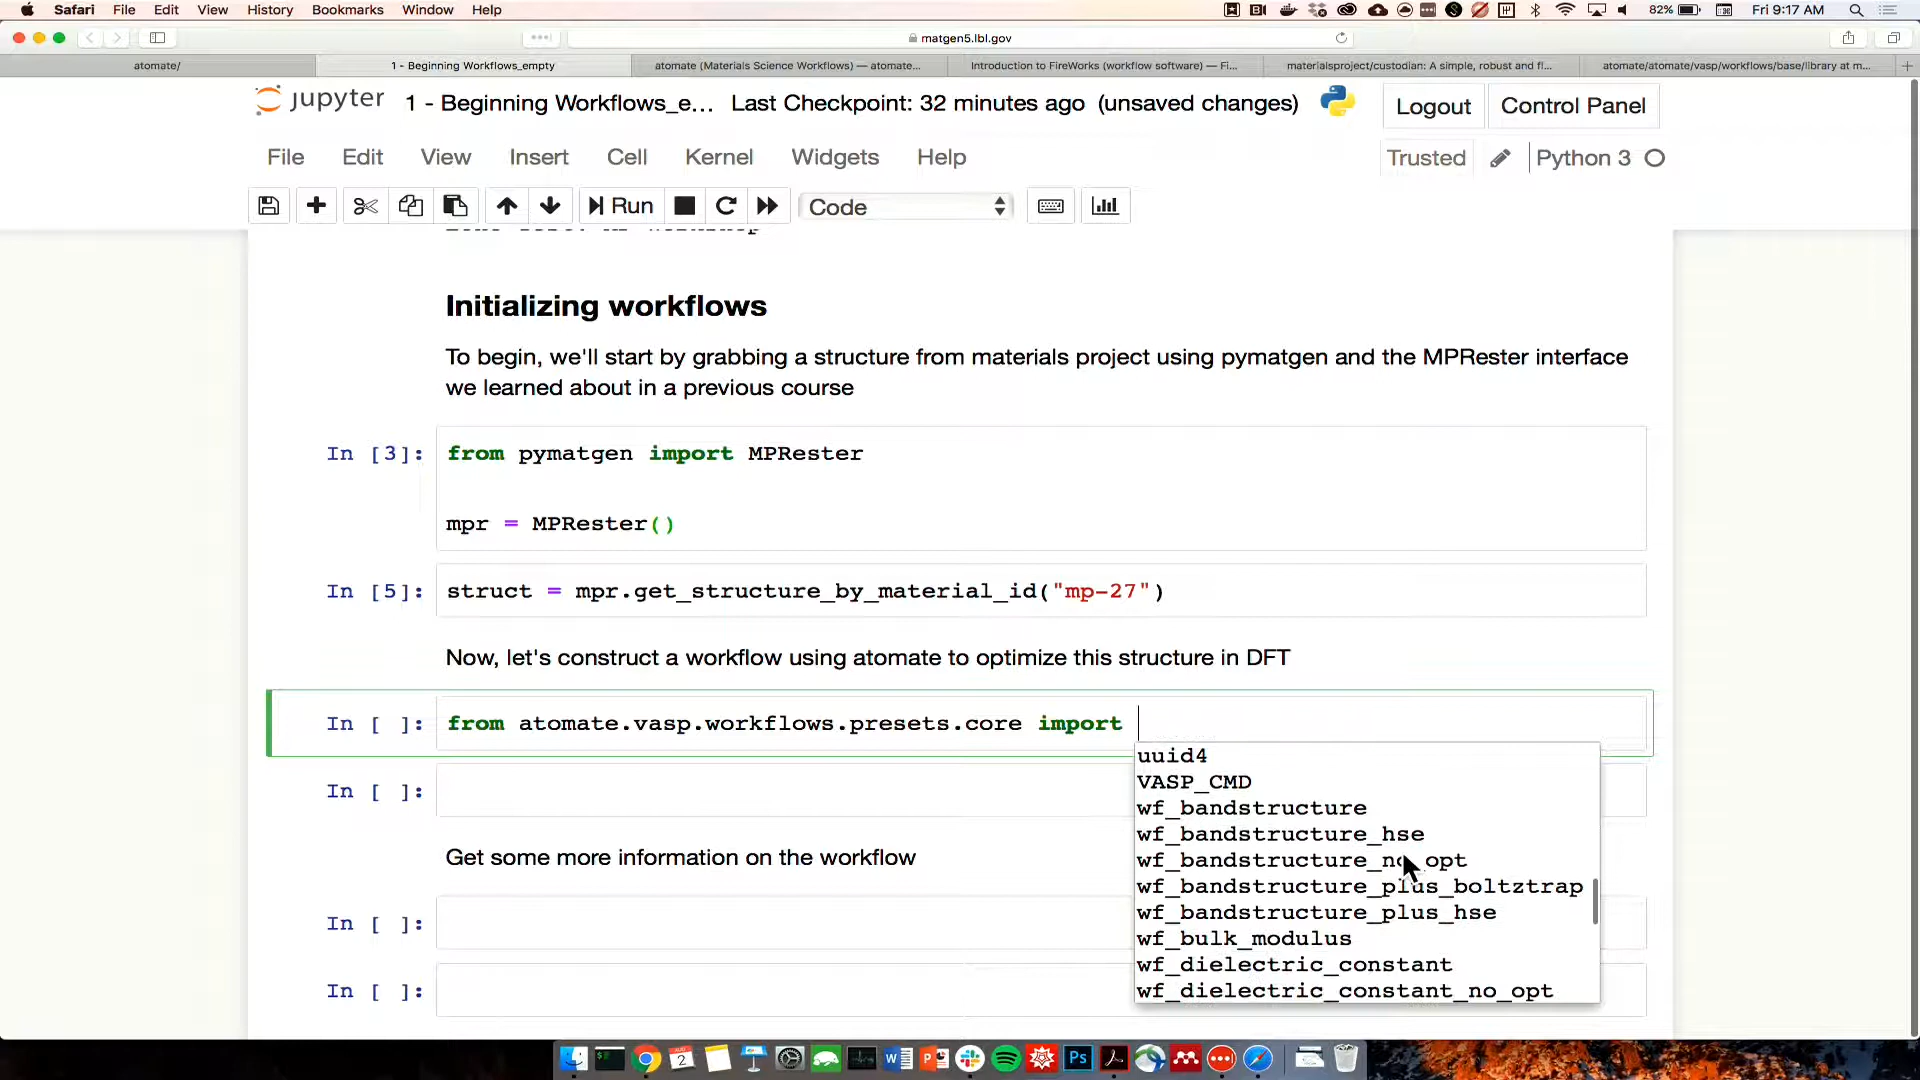 Safari File Edit View History Bookmarks Window Help 82% Fri 9:17 AM
matgen5.lbl.gov
atomate/ 1 - Beginning Workflows_empty atomate (Materials Science Workflows) — atomate... Introduction to FireWorks (workflow software) — Fi... materialsproject/custodian: A simple, robust and fl... atomate/atomate/vasp/workflows/base/library at m...
jupyter 1 - Beginning Workflows_e... Last Checkpoint: 32 minutes ago (unsaved changes) Logout Control Panel
File Edit View Insert Cell Kernel Widgets Help Trusted Python 3
Run Code
Initializing workflows
To begin, we'll start by grabbing a structure from materials project using pymatgen and the MPRester interface
we learned about in a previous course
In [3]: from pymatgen import MPRester
mpr = MPRester()
In [5]: struct = mpr.get_structure_by_material_id("mp-27")
Now, let's construct a workflow using atomate to optimize this structure in DFT
In [ ]: from atomate.vasp.workflows.presets.core import
uuid4
VASP_CMD
In [ ]:
wf_bandstructure
wf_bandstructure_hse
Get some more information on the workflow
wf_bandstructure_no_opt
wf_bandstructure_plus_boltztrap
wf_bandstructure_plus_hse
In [ ]:
wf_bulk_modulus
wf_dielectric_constant
In [ ]:
wf_dielectric_constant_no_opt